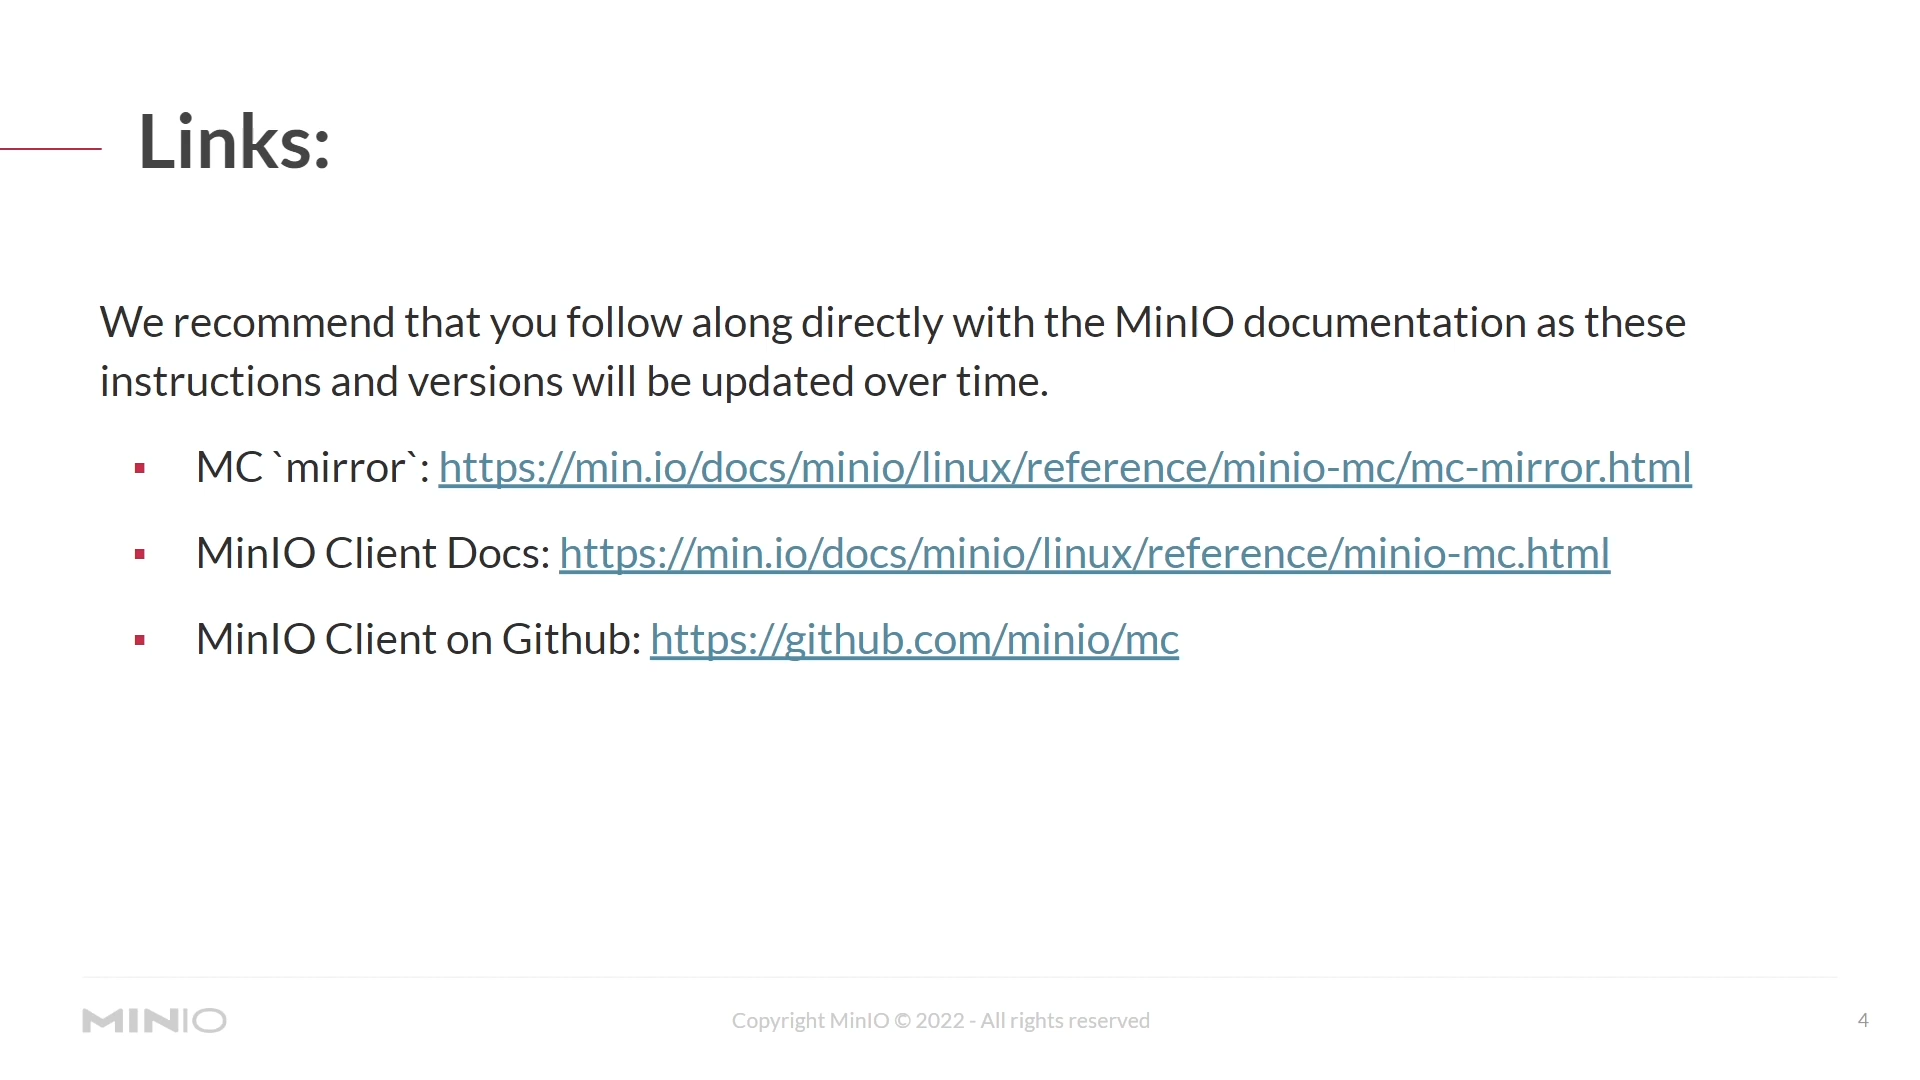 Links:
We recommend that you follow along directly with the MinIO documentation as these
instructions and versions will be updated over time.
▪ MC `mirror`: https://min.io/docs/minio/linux/reference/minio-mc/mc-mirror.html
▪ MinIO Client Docs: https://min.io/docs/minio/linux/reference/minio-mc.html
▪ MinIO Client on Github: https://github.com/minio/mc
MINIO
Copyright MinIO © 2022 - All rights reserved
4